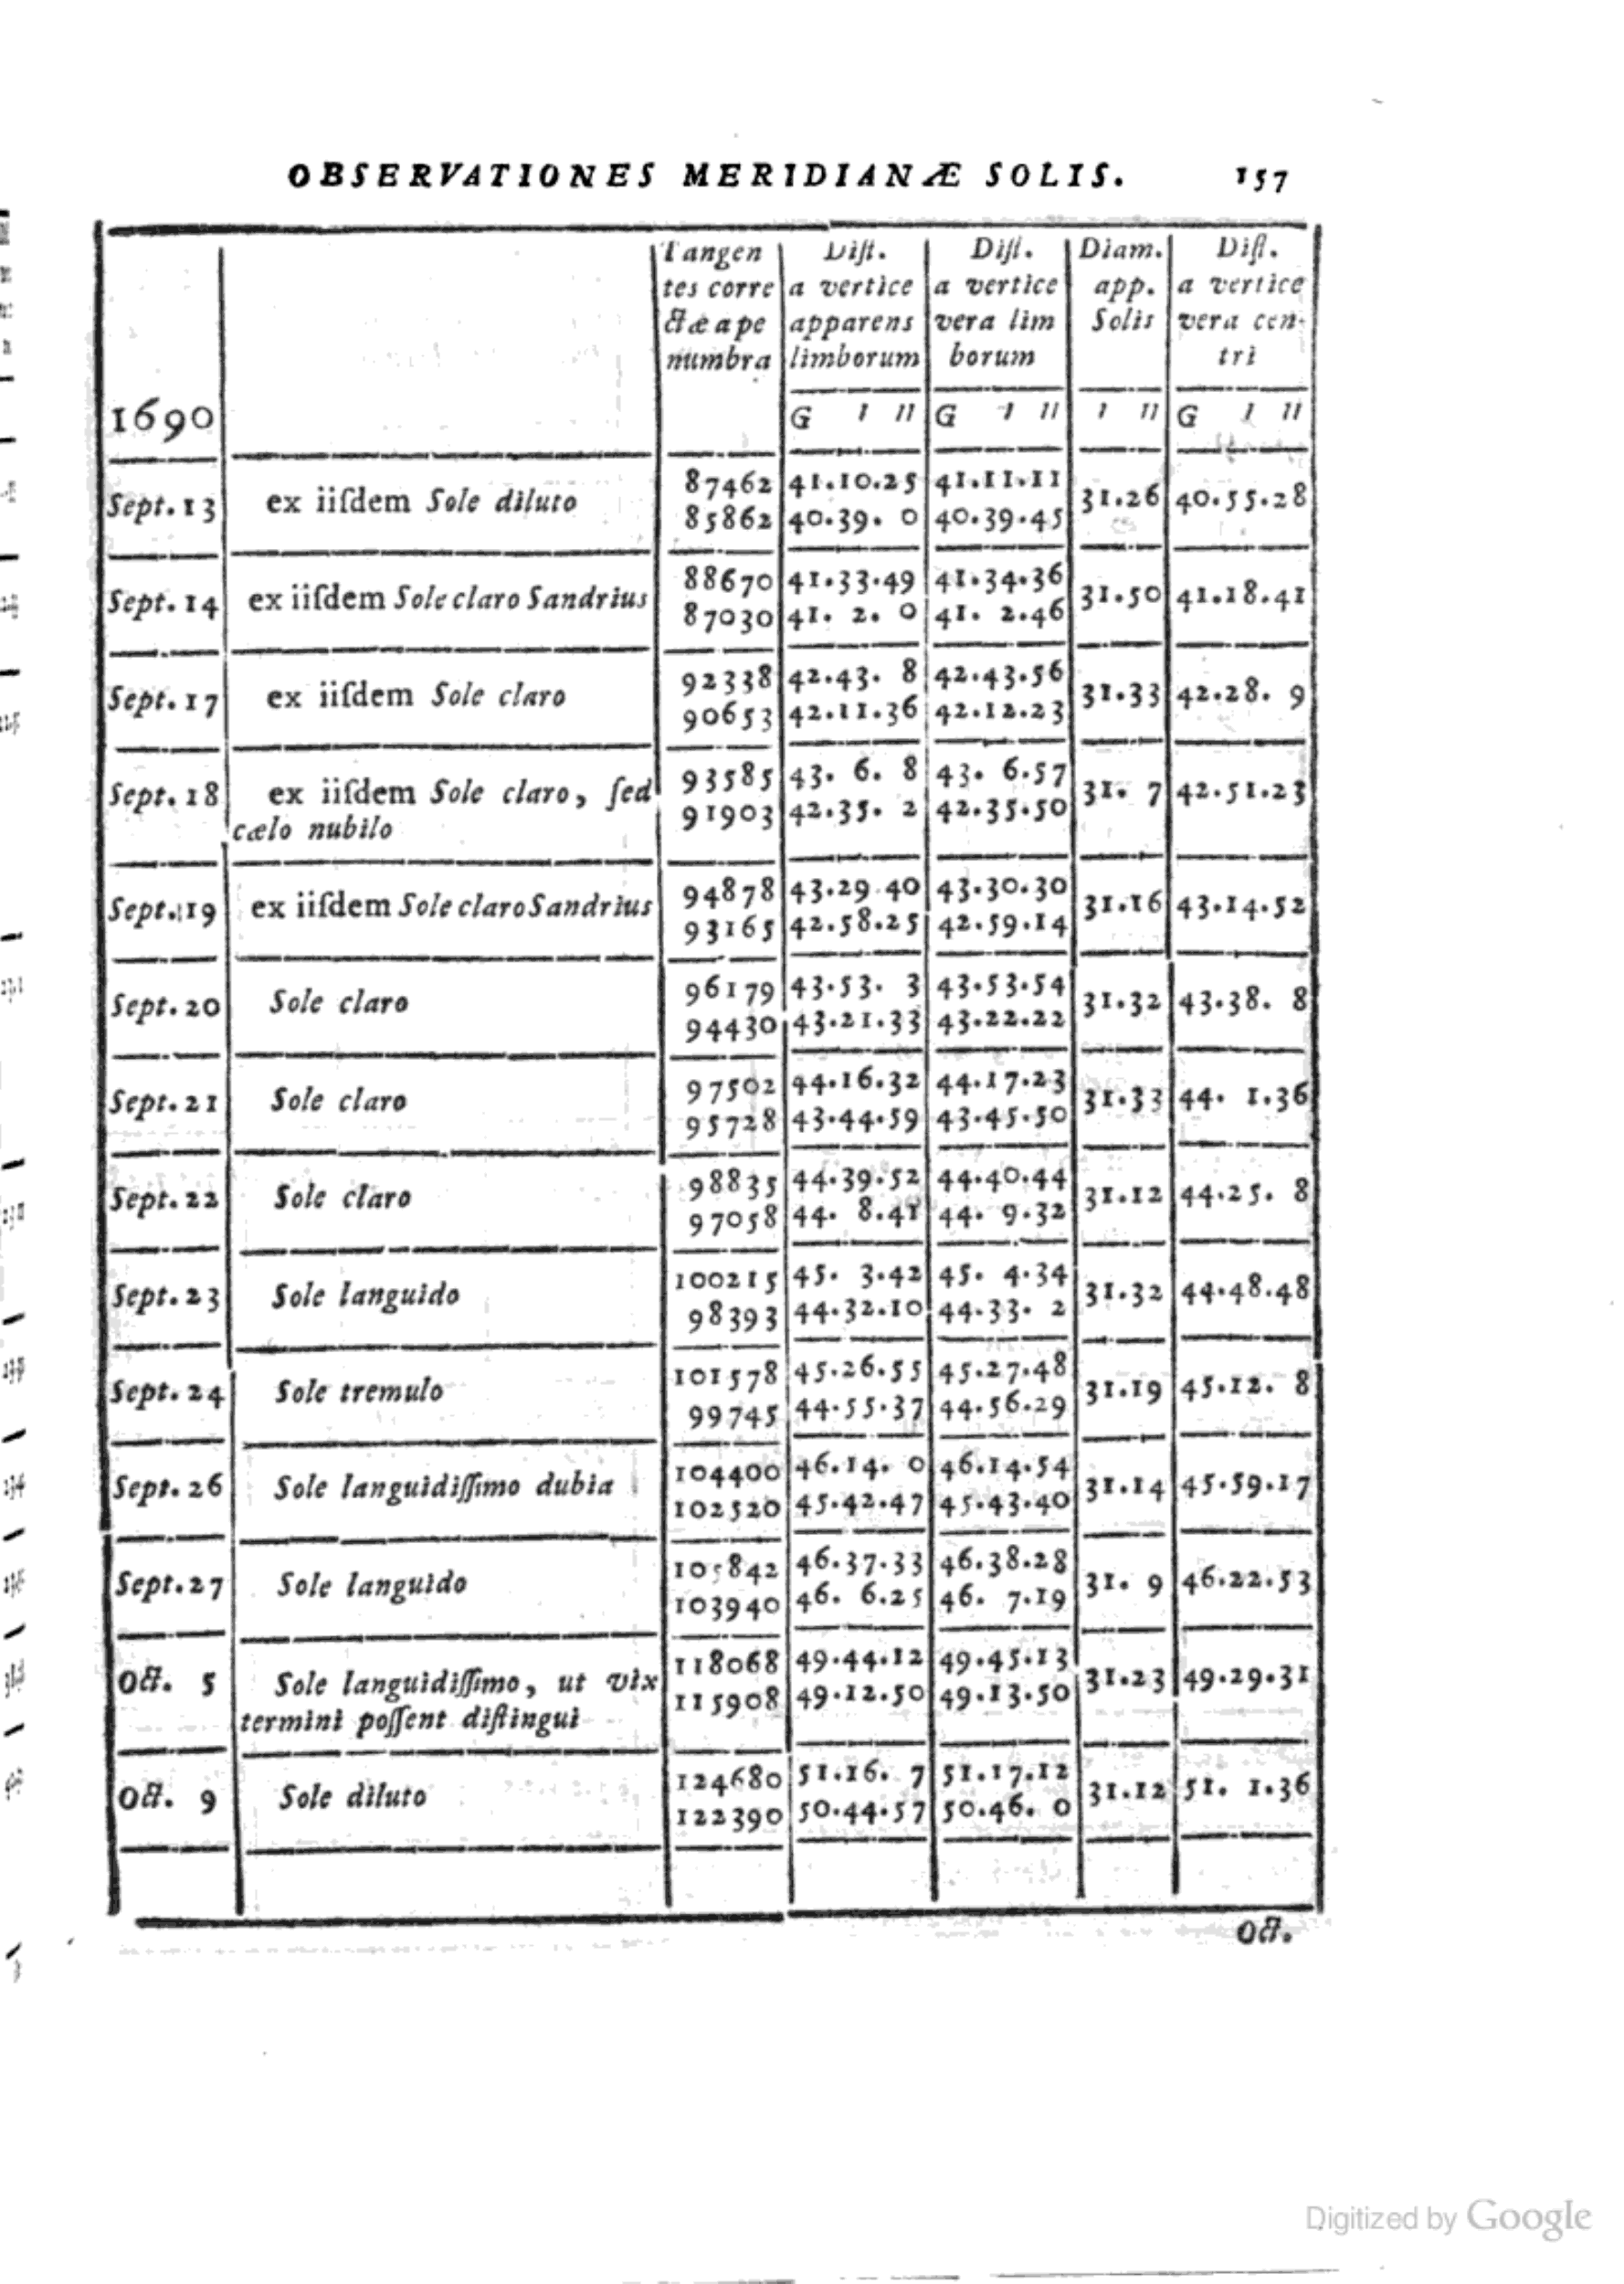 OBSERVATIONES MERIDIANÆ SOLIS. 157
1690
Tangen
tes corre
ctæ a pe
numbra
Dist.
a vertice
apparens
limborum
G I II
Dist.
a vertice
vera lim
borum
G I II
Diam.
app.
Solis
I II
Dist.
a vertice
vera cen-
tri
G I II
Sept. 13 ex iisdem Sole diluto 87462 41.10.25 41.11.11 31.26 40.55.28
85862 40.39. 0 40.39.45
Sept. 14 ex iisdem Sole claro Sandrius 88670 41.33.49 41.34.36 31.50 41.18.41
87030 41. 2. 0 41. 2.46
Sept. 17 ex iisdem Sole claro 92338 42.43. 8 42.43.56 31.33 42.28. 9
90653 42.11.36 42.12.23
Sept. 18 ex iisdem Sole claro, sed 93585 43. 6. 8 43. 6.57 31. 7 42.51.23
cælo nubilo 91903 42.35. 2 42.35.50
Sept. 19 ex iisdem Sole claro Sandrius 94878 43.29.40 43.30.30 31.16 43.14.52
93165 42.58.25 42.59.14
Sept. 20 Sole claro 96179 43.53. 3 43.53.54 31.32 43.38. 8
94430 43.21.33 43.22.22
Sept. 21 Sole claro 97502 44.16.32 44.17.23 31.33 44. 1.36
95728 43.44.59 43.45.50
Sept. 22 Sole claro 98835 44.39.52 44.40.44 31.12 44.25. 8
97058 44. 8.41 44. 9.32
Sept. 23 Sole languido 100215 45. 3.42 45. 4.34 31.32 44.48.48
98393 44.32.10 44.33. 2
Sept. 24 Sole tremulo 101578 45.26.55 45.27.48 31.19 45.12. 8
99745 44.55.37 44.56.29
Sept. 26 Sole languidissimo dubia 104400 46.14. 0 46.14.54 31.14 45.59.17
102520 45.42.47 45.43.40
Sept. 27 Sole languido 105842 46.37.33 46.38.28 31. 9 46.22.53
103940 46. 6.25 46. 7.19
Oct. 5 Sole languidissimo, ut vix 118068 49.44.12 49.45.13 31.23 49.29.31
termini possent distingui 115908 49.12.50 49.13.50
Oct. 9 Sole diluto 124680 51.16. 7 51.17.12 31.12 51. 1.36
122390 50.44.57 50.46. 0
Oct.
Digitized by Google